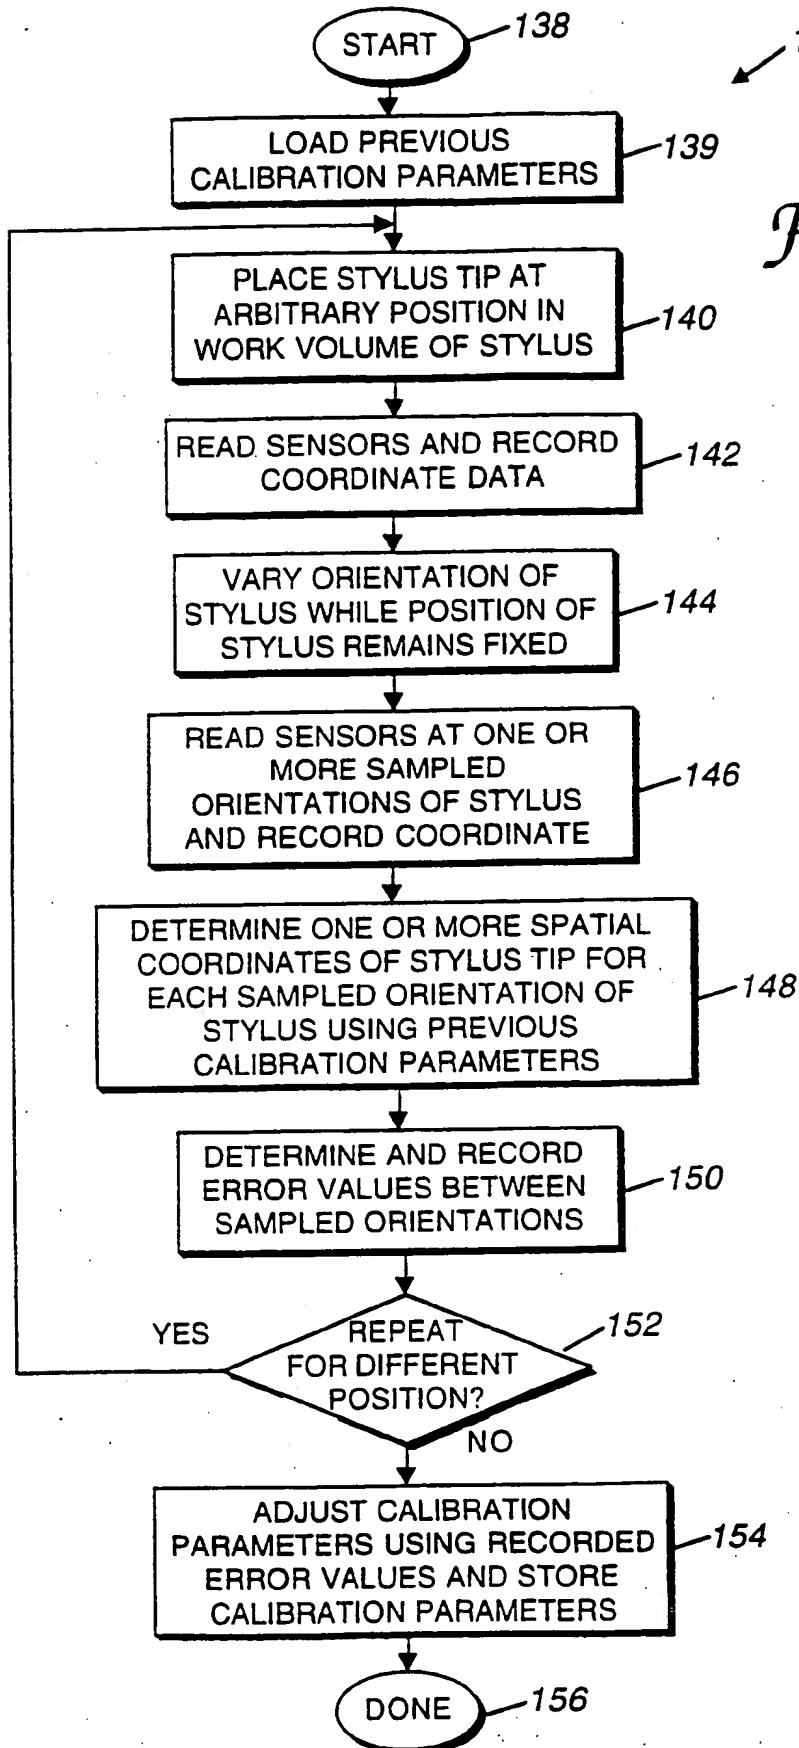 START
138
LOAD PREVIOUS
CALIBRATION PARAMETERS
139
PLACE STYLUS TIP AT
ARBITRARY POSITION IN
WORK VOLUME OF STYLUS
140
READ SENSORS AND RECORD
COORDINATE DATA
142
VARY ORIENTATION OF
STYLUS WHILE POSITION OF
STYLUS REMAINS FIXED
144
READ SENSORS AT ONE OR
MORE SAMPLED
ORIENTATIONS OF STYLUS
AND RECORD COORDINATE
146
DETERMINE ONE OR MORE SPATIAL
COORDINATES OF STYLUS TIP FOR
EACH SAMPLED ORIENTATION OF
STYLUS USING PREVIOUS
CALIBRATION PARAMETERS
148
DETERMINE AND RECORD
ERROR VALUES BETWEEN
SAMPLED ORIENTATIONS
150
YES
REPEAT
FOR DIFFERENT
POSITION?
152
NO
ADJUST CALIBRATION
PARAMETERS USING RECORDED
ERROR VALUES AND STORE
CALIBRATION PARAMETERS
154
DONE
156